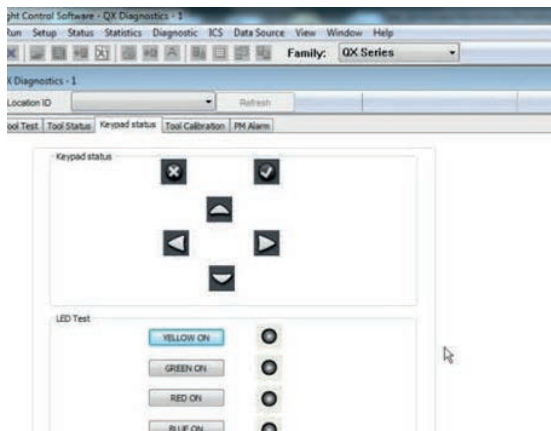 ght Control Software - QX Diagnostics - 1
Run Setup Status Statistics Diagnostic ICS Data Source View Window Help
Family: QX Series
X Diagnostics - 1
Location ID Refresh
ool Test Tool Status Keypad status Tool Calibration PM Alarm
Keypad status
LED Test
YELLOW ON
GREEN ON
RED ON
BLUE ON